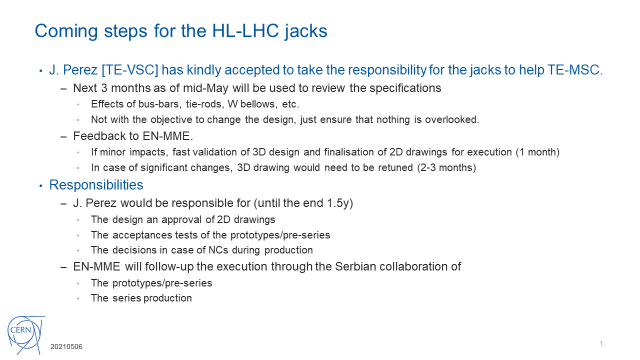 Coming steps for the HL-LHC jacks
• J. Perez [TE-VSC] has kindly accepted to take the responsibility for the jacks to help TE-MSC.
– Next 3 months as of mid-May will be used to review the specifications
• Effects of bus-bars, tie-rods, W bellows, etc.
• Not with the objective to change the design, just ensure that nothing is overlooked.
– Feedback to EN-MME.
• If minor impacts, fast validation of 3D design and finalisation of 2D drawings for execution (1 month)
• In case of significant changes, 3D drawing would need to be retuned (2-3 months)
• Responsibilities
– J. Perez would be responsible for (until the end 1.5y)
• The design an approval of 2D drawings
• The acceptances tests of the prototypes/pre-series
• The decisions in case of NCs during production
– EN-MME will follow-up the execution through the Serbian collaboration of
• The prototypes/pre-series
• The series production
CERN
20210506
1